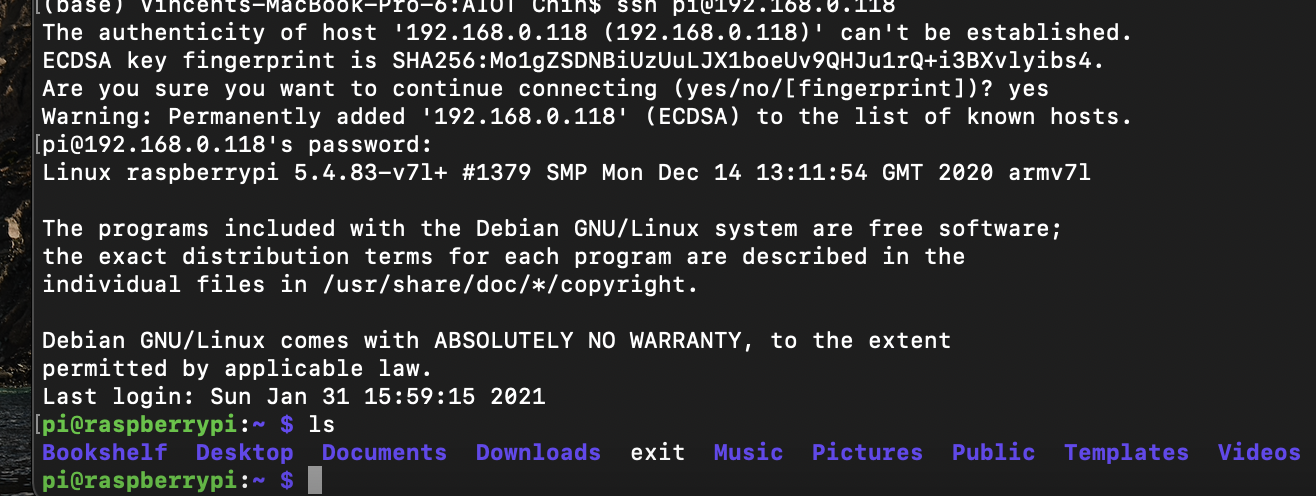 (base) Vincents-MacBook-Pro-6:AIOT Chin$ ssh pi@192.168.0.118
The authenticity of host '192.168.0.118 (192.168.0.118)' can't be established.
ECDSA key fingerprint is SHA256:Mo1gZSDNBiUzUuLJX1boeUv9QHJu1rQ+i3BXvlyibs4.
Are you sure you want to continue connecting (yes/no/[fingerprint])? yes
Warning: Permanently added '192.168.0.118' (ECDSA) to the list of known hosts.
[pi@192.168.0.118's password:
Linux raspberrypi 5.4.83-v7l+ #1379 SMP Mon Dec 14 13:11:54 GMT 2020 armv7l
The programs included with the Debian GNU/Linux system are free software;
the exact distribution terms for each program are described in the
individual files in /usr/share/doc/*/copyright.
Debian GNU/Linux comes with ABSOLUTELY NO WARRANTY, to the extent
permitted by applicable law.
Last login: Sun Jan 31 15:59:15 2021
[pi@raspberrypi:~ $ ls
Bookshelf Desktop Documents Downloads exit Music Pictures Public Templates Videos
pi@raspberrypi:~ $